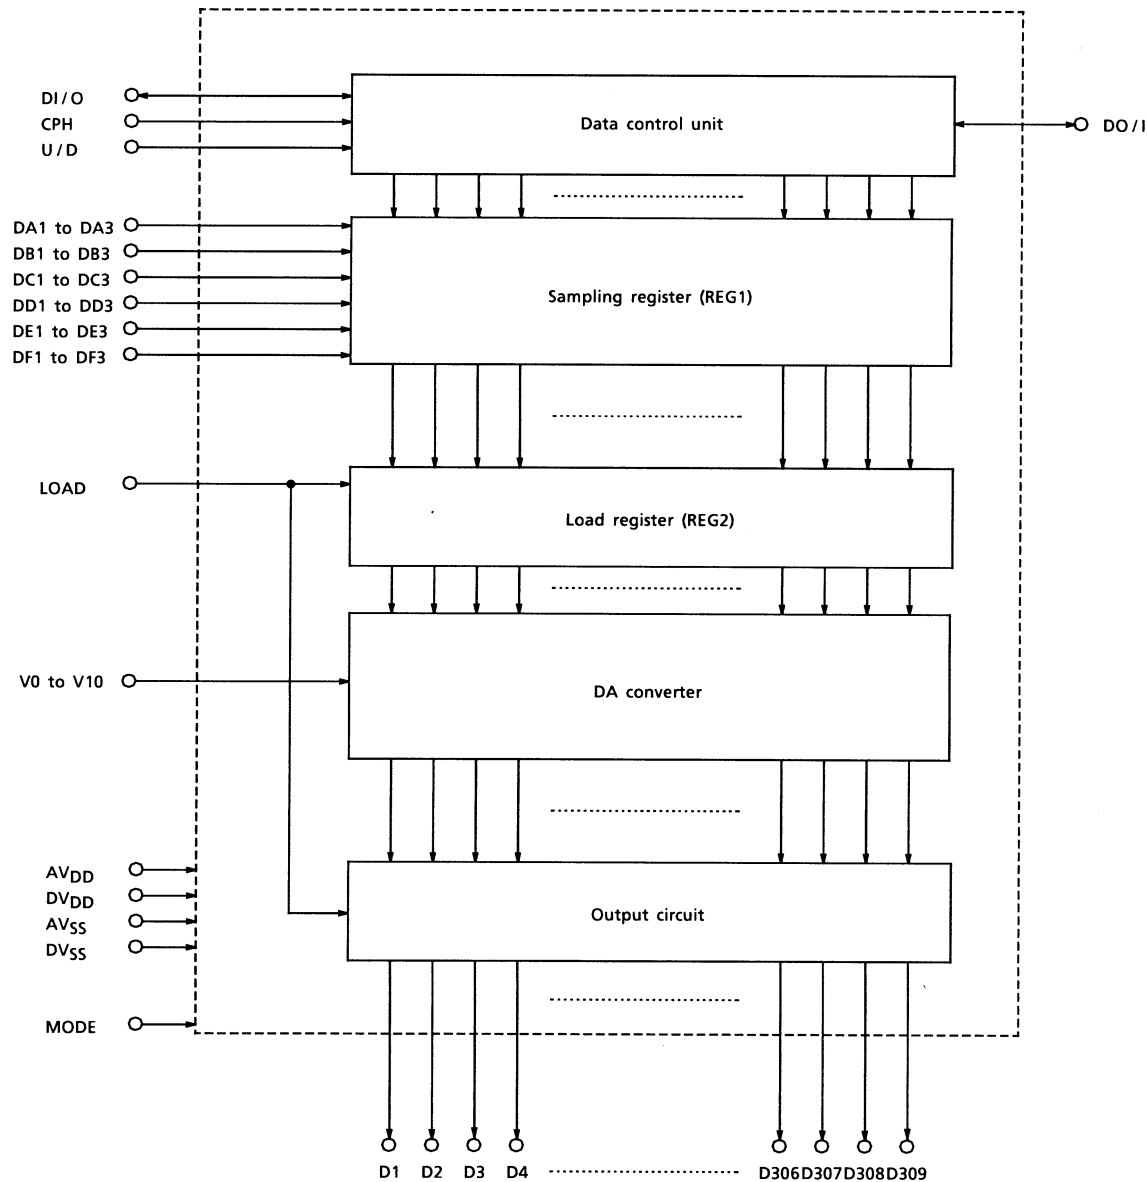 DI/O
CPH
U/D
Data control unit
DO/I
DA1 to DA3
DB1 to DB3
DC1 to DC3
DD1 to DD3
DE1 to DE3
DF1 to DF3
Sampling register (REG1)
LOAD
Load register (REG2)
V0 to V10
DA converter
AVDD
DVDD
AVSS
DVSS
Output circuit
MODE
D1 D2 D3 D4 D306 D307 D308 D309